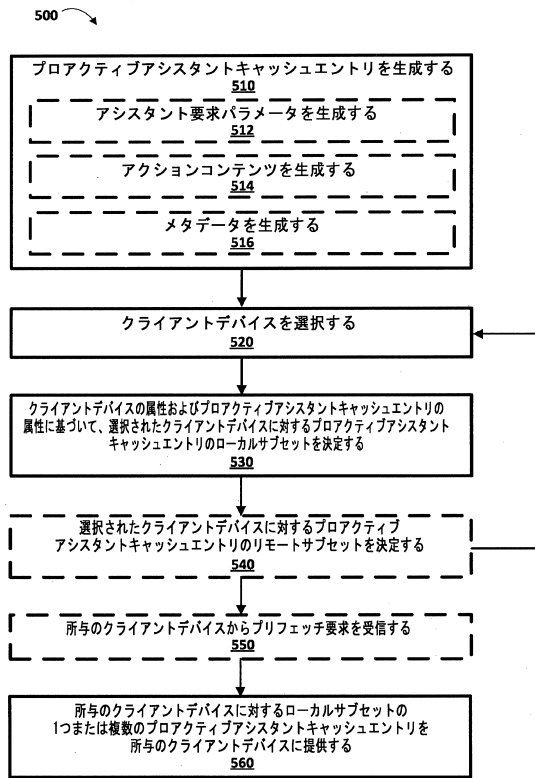 500
プロアクティブアシスタントキャッシュエントリを生成する
510
アシスタント要求パラメータを生成する
512
アクションコンテンツを生成する
514
メタデータを生成する
516
クライアントデバイスを選択する
520
クライアントデバイスの属性およびプロアクティブアシスタントキャッシュエントリの
属性に基づいて、選択されたクライアントデバイスに対するプロアクティブアシスタント
キャッシュエントリのローカルサブセットを決定する
530
選択されたクライアントデバイスに対するプロアクティブ
アシスタントキャッシュエントリのリモートサブセットを決定する
540
所与のクライアントデバイスからプリフェッチ要求を受信する
550
所与のクライアントデバイスに対するローカルサブセットの
1つまたは複数のプロアクティブアシスタントキャッシュエントリを
所与のクライアントデバイスに提供する
560